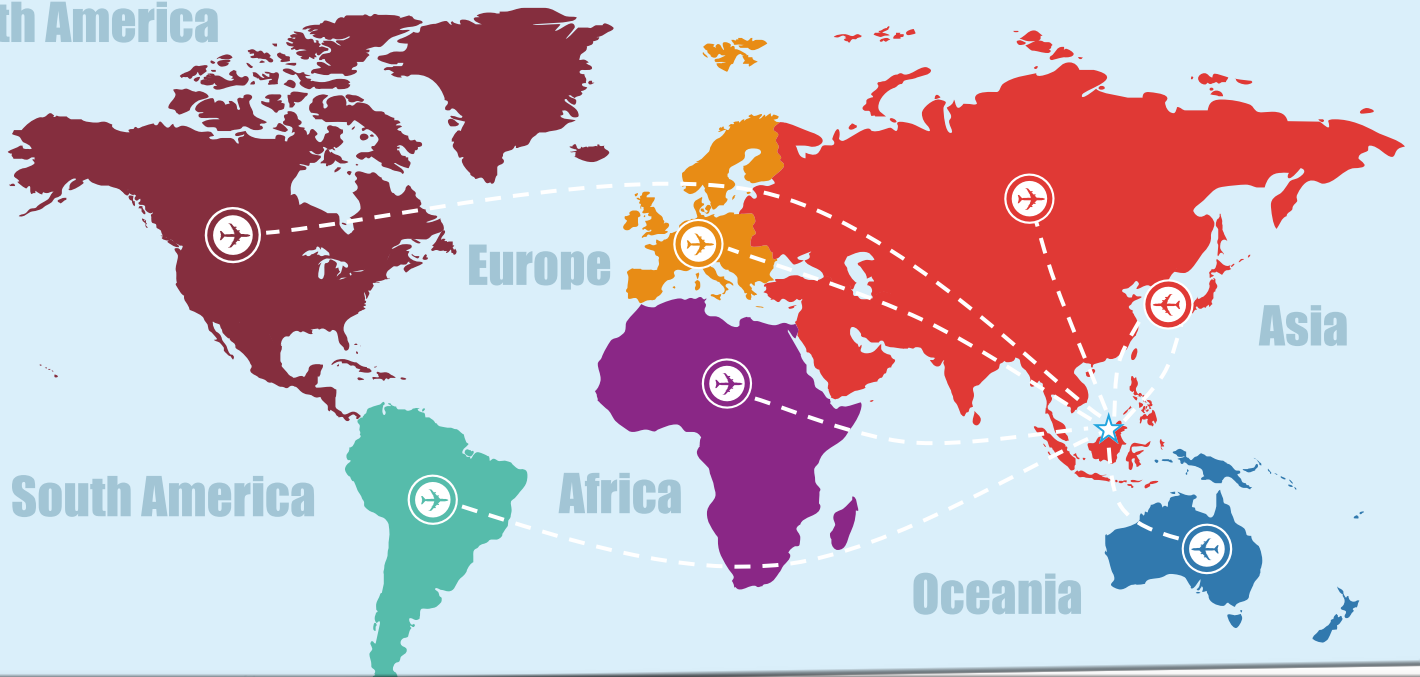 th America
Europe
Asia
South America
Africa
Oceania